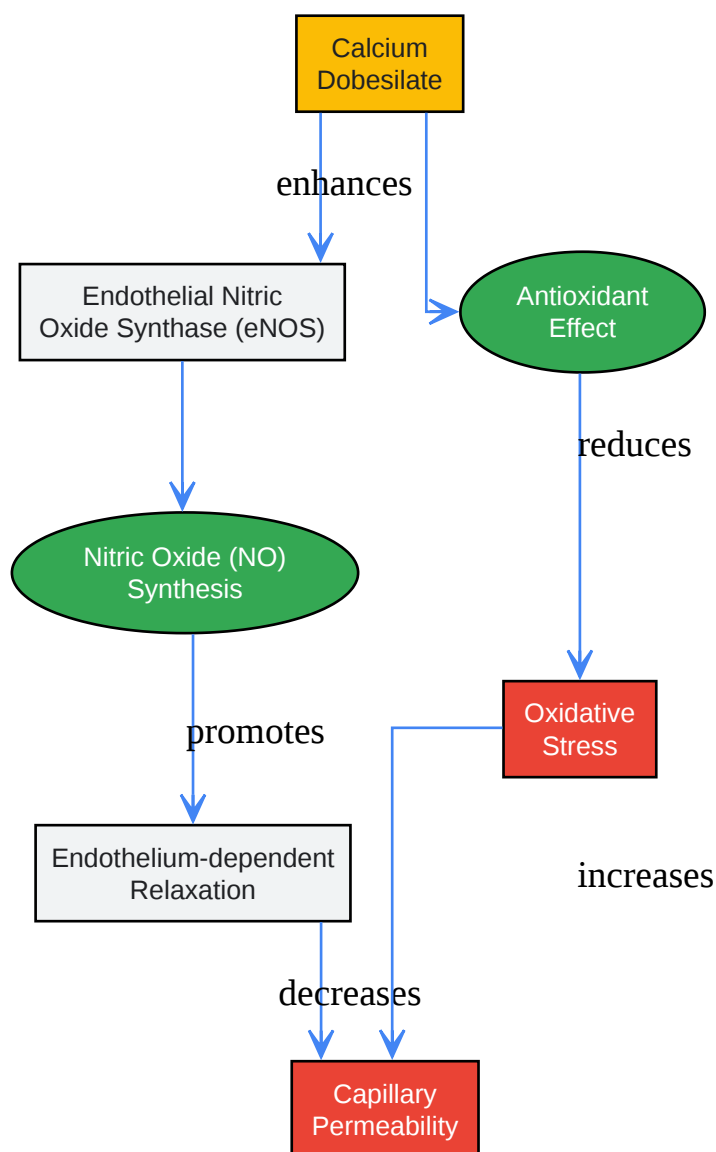 Calcium
Dobesilate
enhances
Endothelial Nitric
Oxide Synthase (eNOS)
Antioxidant
Effect
reduces
Nitric Oxide (NO)
Synthesis
promotes
Oxidative
Stress
Endothelium-dependent
Relaxation
increases
decreases
Capillary
Permeability